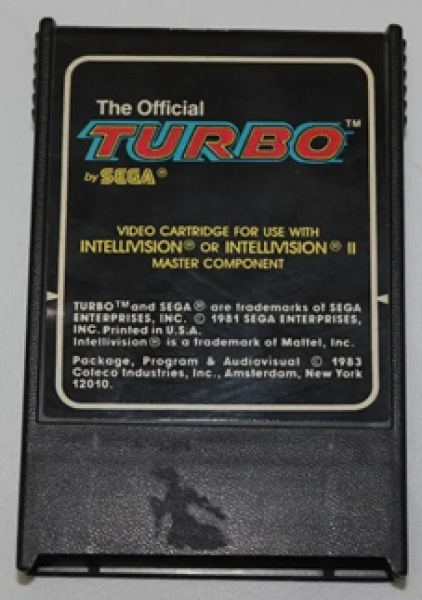 The Official
TURBO™
by SEGA®
VIDEO CARTRIDGE FOR USE WITH
INTELLIVISION® OR INTELLIVISION® II
MASTER COMPONENT
TURBO™ and SEGA® are trademarks of SEGA
ENTERPRISES, INC. © 1981 SEGA ENTERPRISES,
INC. Printed in U.S.A.
Intellivision® is a trademark of Mattel, Inc.
Package, Program & Audiovisual © 1983
Coleco Industries, Inc., Amsterdam, New York
12010.